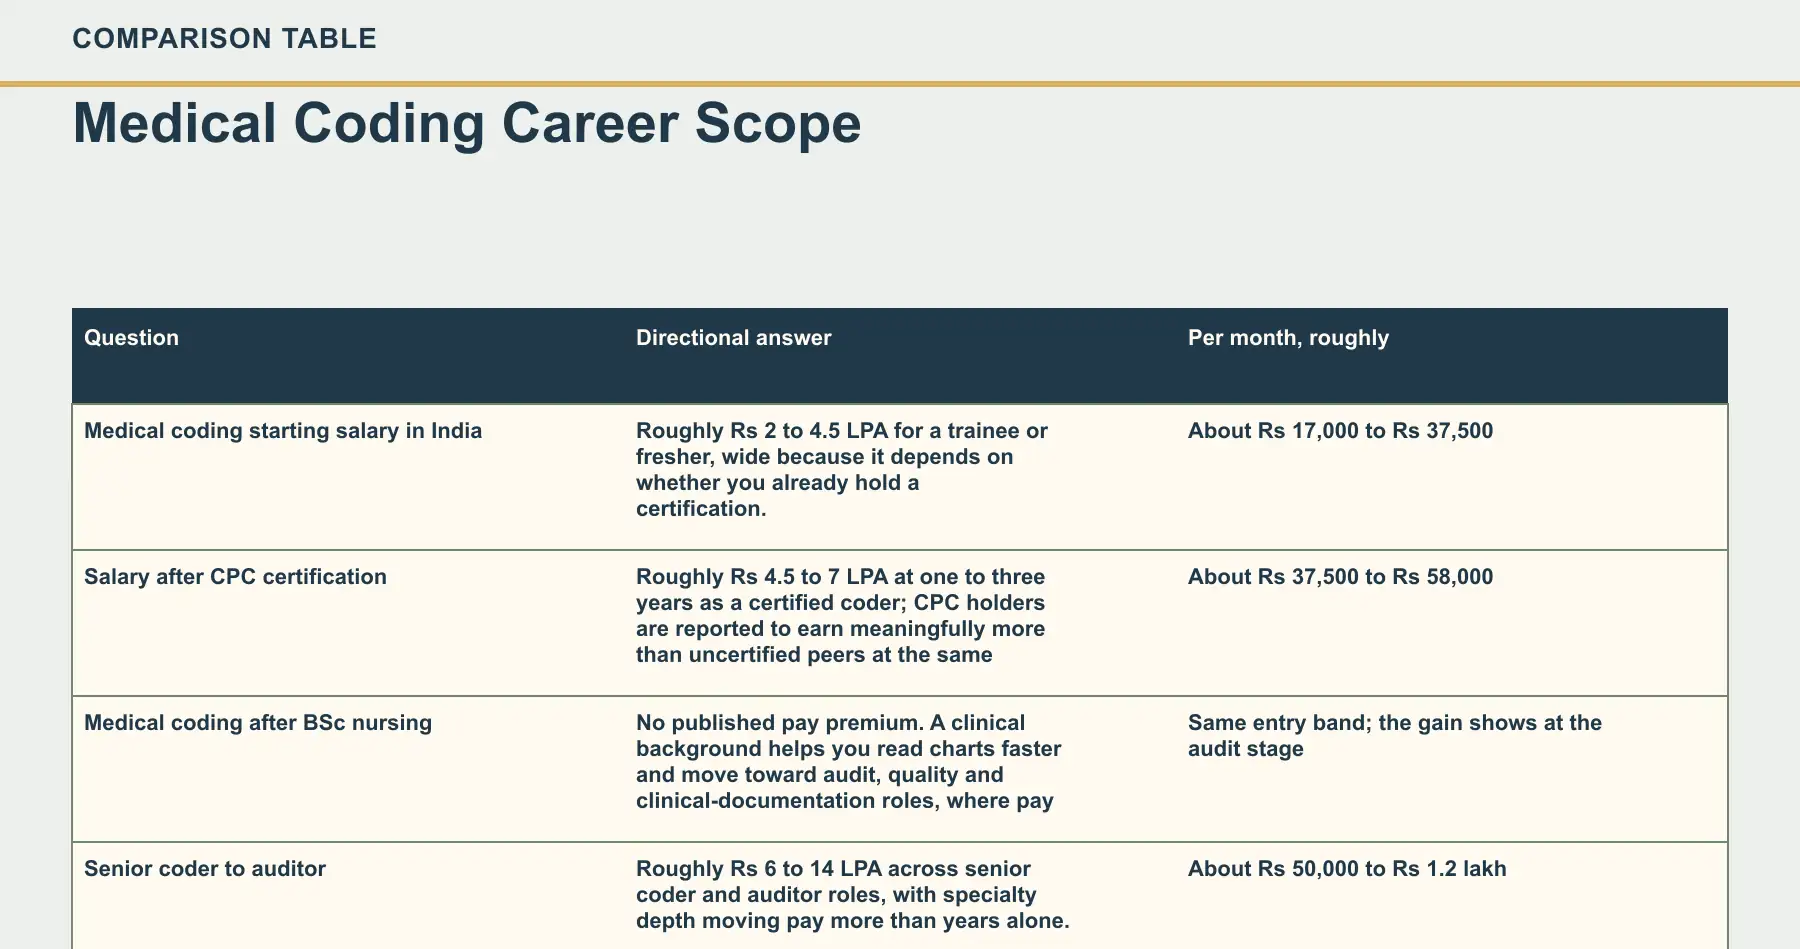 COMPARISON TABLE
Medical Coding Career Scope
Question
Directional answer
Per month, roughly
Medical coding starting salary in India
Roughly Rs 2 to 4.5 LPA for a trainee or
fresher, wide because it depends on
whether you already hold a
certification.
About Rs 17,000 to Rs 37,500
Salary after CPC certification
Roughly Rs 4.5 to 7 LPA at one to three
years as a certified coder; CPC holders
are reported to earn meaningfully more
than uncertified peers at the same
About Rs 37,500 to Rs 58,000
Medical coding after BSc nursing
No published pay premium. A clinical
background helps you read charts faster
and move toward audit, quality and
clinical-documentation roles, where pay
Same entry band; the gain shows at the
audit stage
Senior coder to auditor
Roughly Rs 6 to 14 LPA across senior
coder and auditor roles, with specialty
depth moving pay more than years alone.
About Rs 50,000 to Rs 1.2 lakh